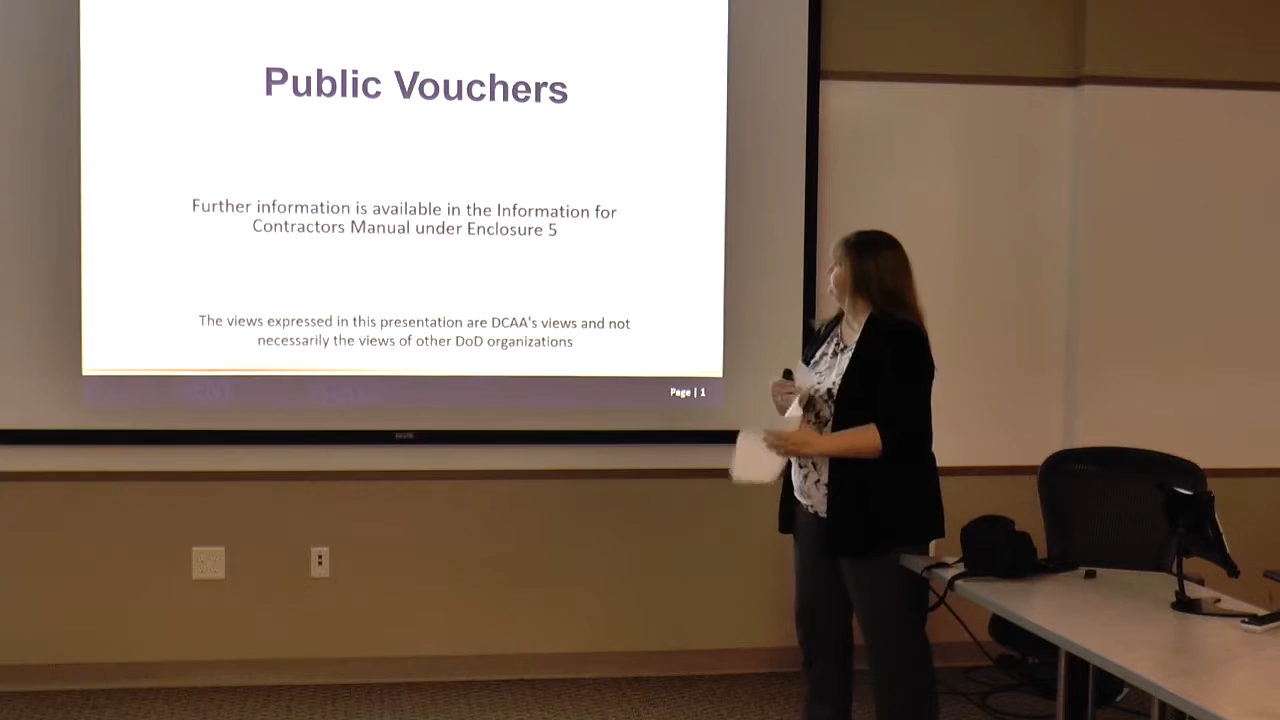 Public Vouchers
Further information is available in the Information for
Contractors Manual under Enclosure 5
The views expressed in this presentation are DCAA's views and not
necessarily the views of other DoD organizations
Page | 1